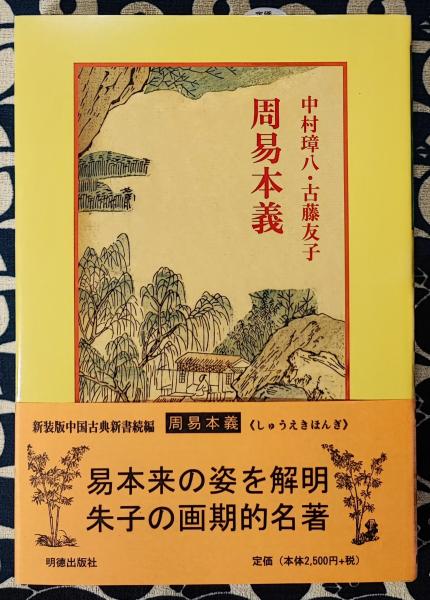 中村璋八・古藤友子
周易本義
新装版中国古典新書続編
周易本義
《しゅうえきほんぎ》
易本来の姿を解明
朱子の画期的名著
明德出版社
定価(本体2,500円+税)